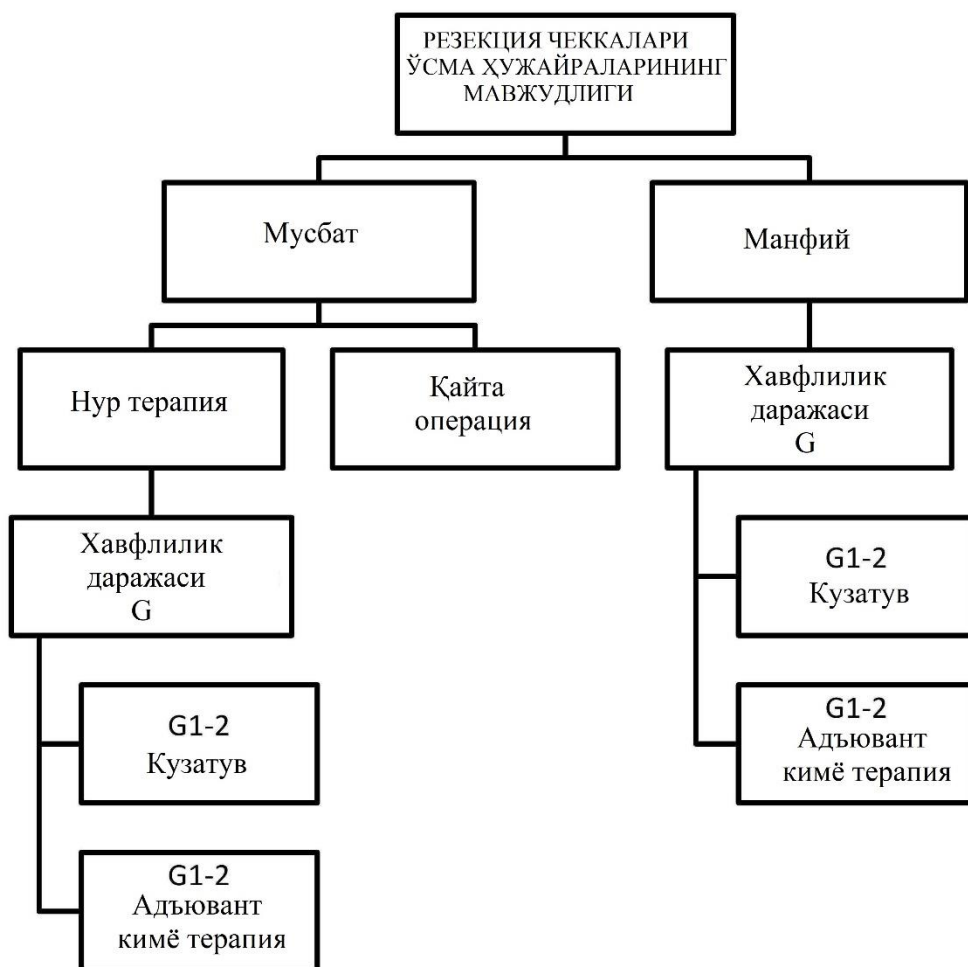 РЕЗЕКЦИЯ ЧЕККАЛАРИ
ЎСМА ҲУЖАЙРАЛАРИНИНГ
МАВЖУДЛИГИ
Мусбат
Манфий
Нур терапия
Қайта
операция
Хавфлилик
даражаси
G
Хавфлилик
даражаси
G
G1-2
Кузатув
G1-2
Адъювант
кимё терапия
G1-2
Кузатув
G1-2
Адъювант
кимё терапия